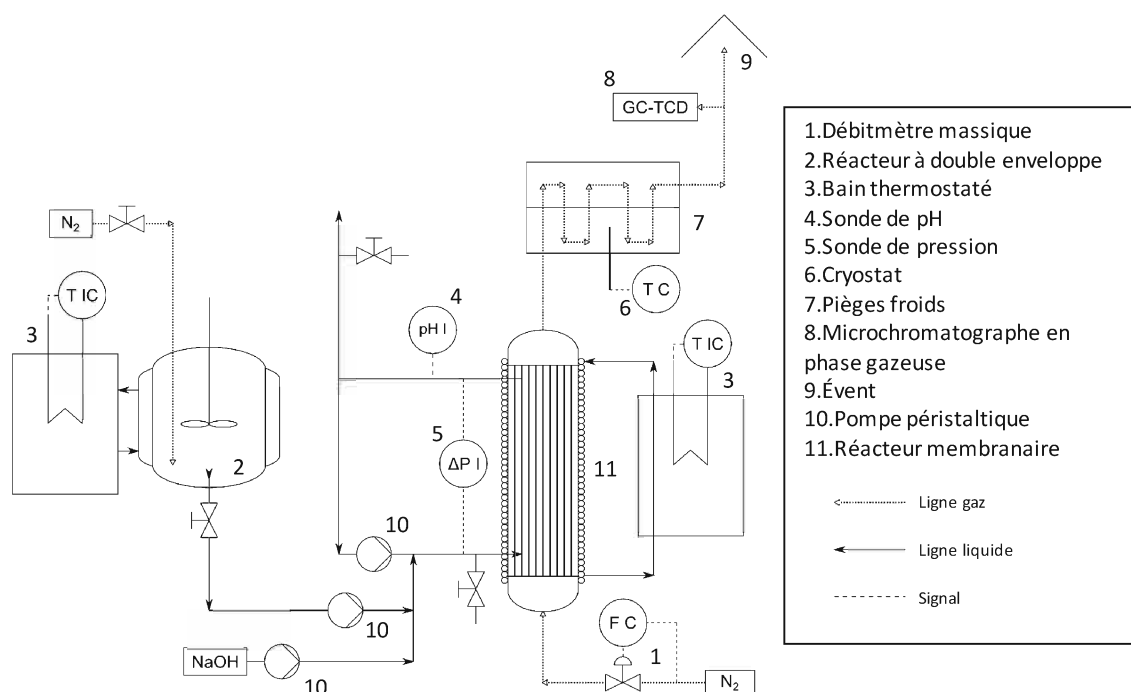 9
8
GC-TCD
N2
7
T IC
3
4
pH I
6
T C
T IC
3
5
ΔP I
2
11
10
10
F C
1
NaOH
10
N2
1.Débitmètre massique
2.Réacteur à double enveloppe
3.Bain thermostaté
4.Sonde de pH
5.Sonde de pression
6.Cryostat
7.Pièges froids
8.Microchromatographe en
phase gazeuse
9.Évent
10.Pompe péristaltique
11.Réacteur membranaire
Ligne gaz
Ligne liquide
Signal